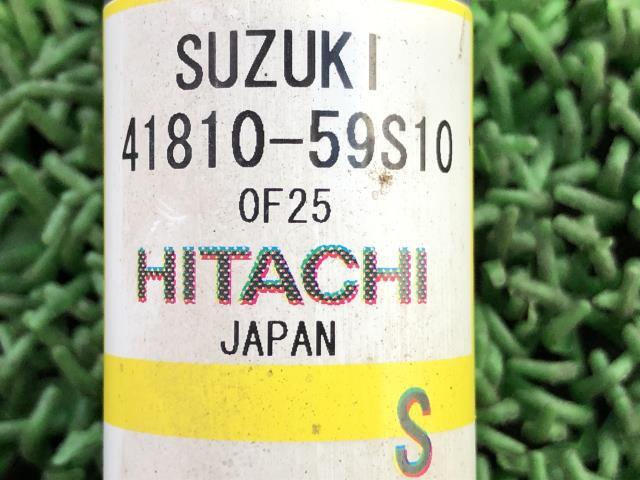 SUZUKI
41810-59S10
0F25
HITACHI
JAPAN
S